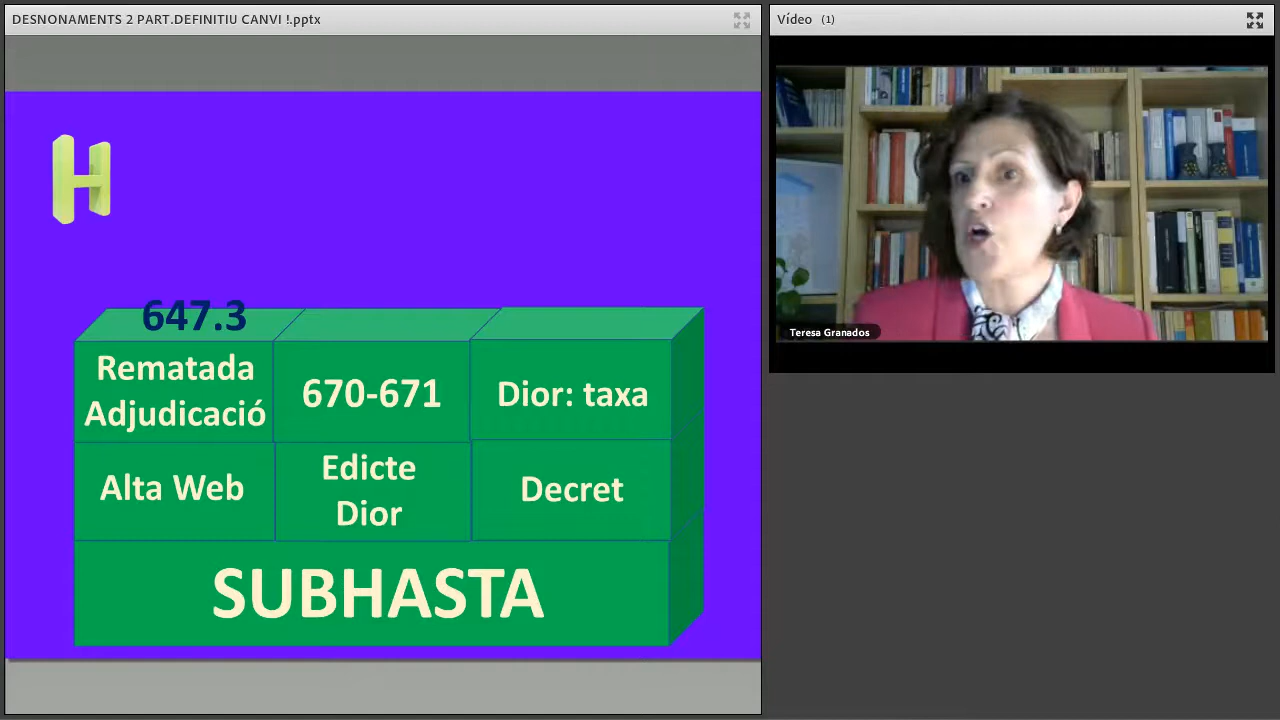 DESNONAMENTS 2 PART.DEFINITIU CANVI !.pptx
Vídeo (1)
H
647.3
Rematada
Adjudicació
670-671
Dior: taxa
Alta Web
Edicte
Dior
Decret
SUBHASTA
Teresa Granados